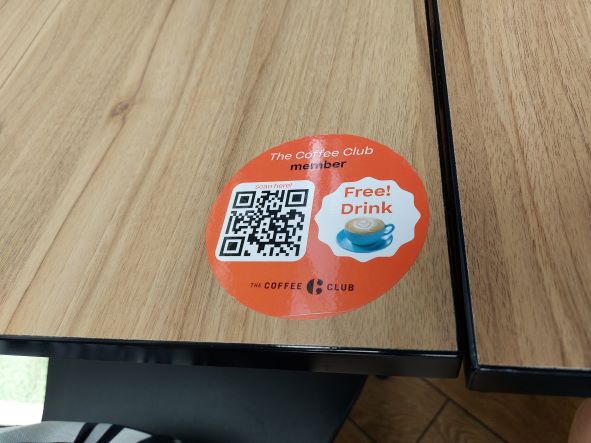 The Coffee Club
member
scan here!
Free!
Drink
THE COFFEE CLUB